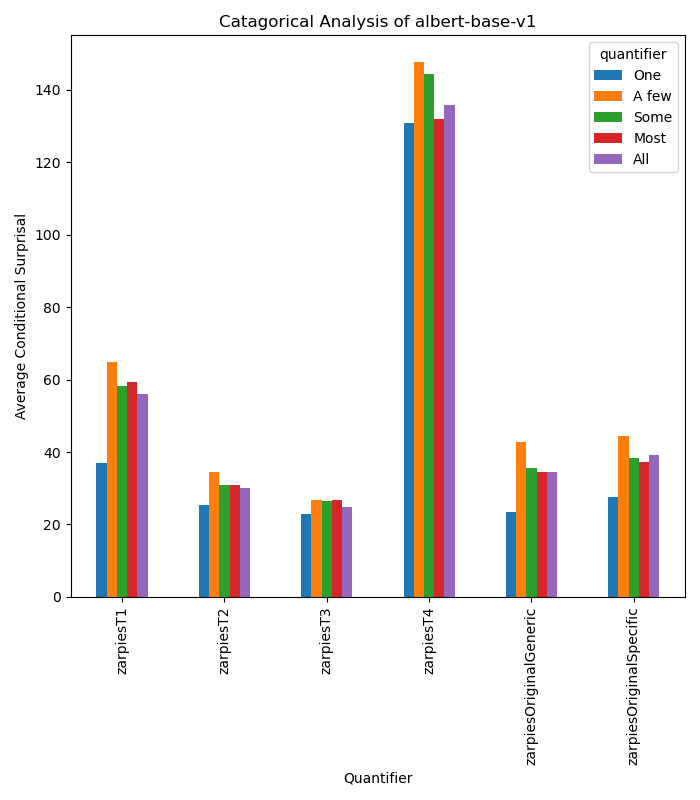 Catagorical Analysis of albert-base-v1
quantifier
One
A few
Some
Most
All
Average Conditional Surprisal
140
120
100
80
60
40
20
0
zarpiesT1
zarpiesT2
zarpiesT3
zarpiesT4
zarpiesOriginalGeneric
zarpiesOriginalSpecific
Quantifier